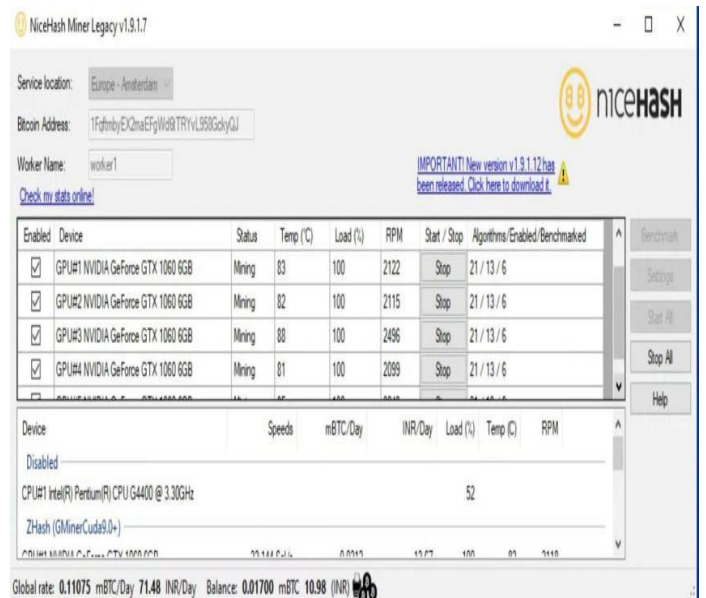 NiceHash Miner Legacy v1.9.1.7
Service location: Europe - Amsterdam
Bitcoin Address:
nicehash
Worker Name: worker1
IMPORTANT! New version v1.9.1.12 has
been released. Click here to download it.
Check my stats online!
Enabled Device Status Temp (°C) Load (%) RPM Start / Stop Algorithms/Enabled/Benchmarked
Benchmark
GPU#1 NVIDIA GeForce GTX 1060 6GB Mining 83 100 2122 Stop 21 / 13 / 6
Settings
GPU#2 NVIDIA GeForce GTX 1060 6GB Mining 82 100 2115 Stop 21 / 13 / 6
Start All
GPU#3 NVIDIA GeForce GTX 1060 6GB Mining 88 100 2496 Stop 21 / 13 / 6
Stop All
GPU#4 NVIDIA GeForce GTX 1060 6GB Mining 81 100 2099 Stop 21 / 13 / 6
Help
Device Speeds mBTC/Day INR/Day Load (%) Temp (C) RPM
Disabled
CPU#1 Intel(R) Pentium(R) CPU G4400 @ 3.30GHz 52
ZHash (GMinerCuda9.0+)
Global rate: 0.11075 mBTC/Day 71.48 INR/Day Balance: 0.01700 mBTC 10.98 (INR)